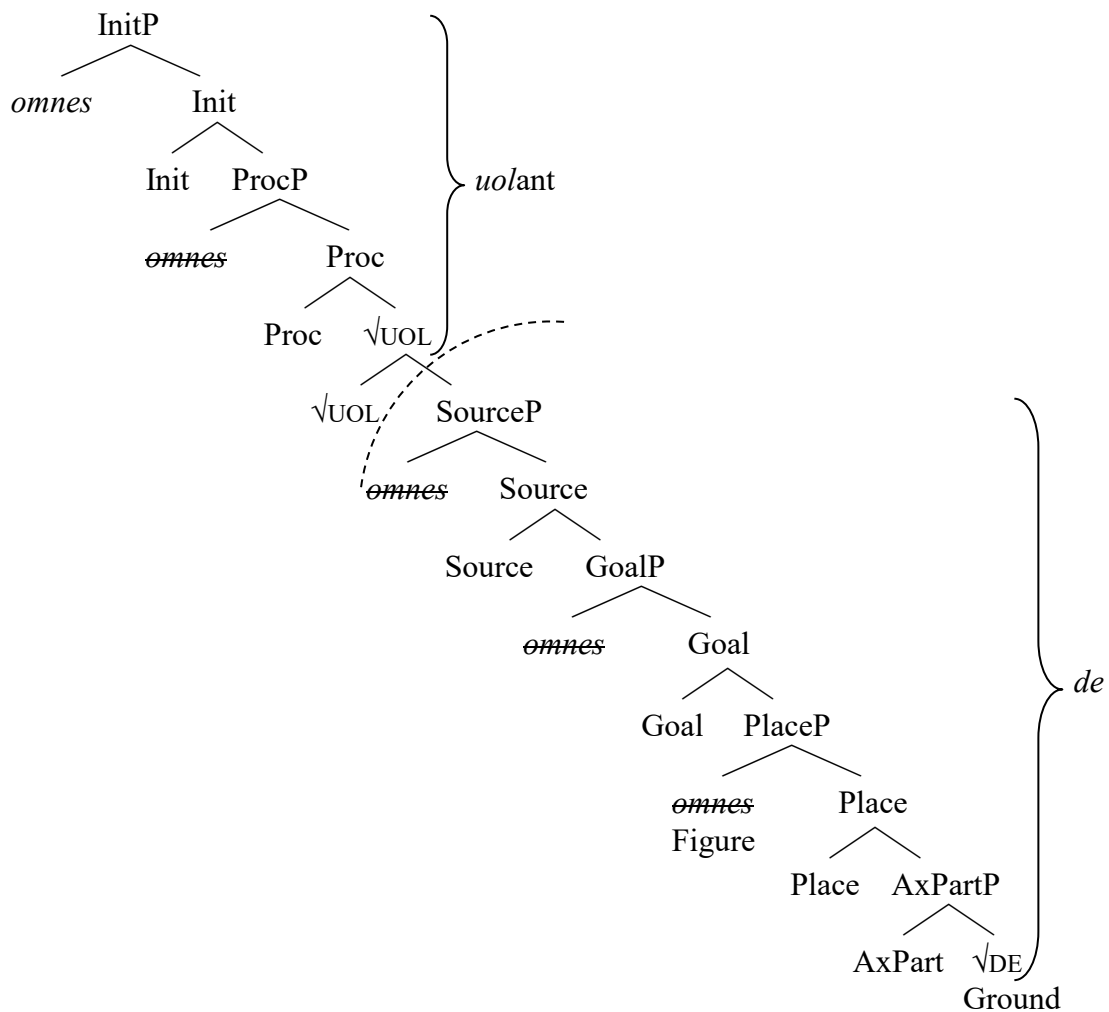 InitP
omnes Init
Init ProcP
uolant
omnes Proc
Proc √UOL
√UOL SourceP
omnes Source
Source GoalP
omnes Goal
de
Goal PlaceP
omnes Place
Figure
Place AxPartP
AxPart √DE
Ground